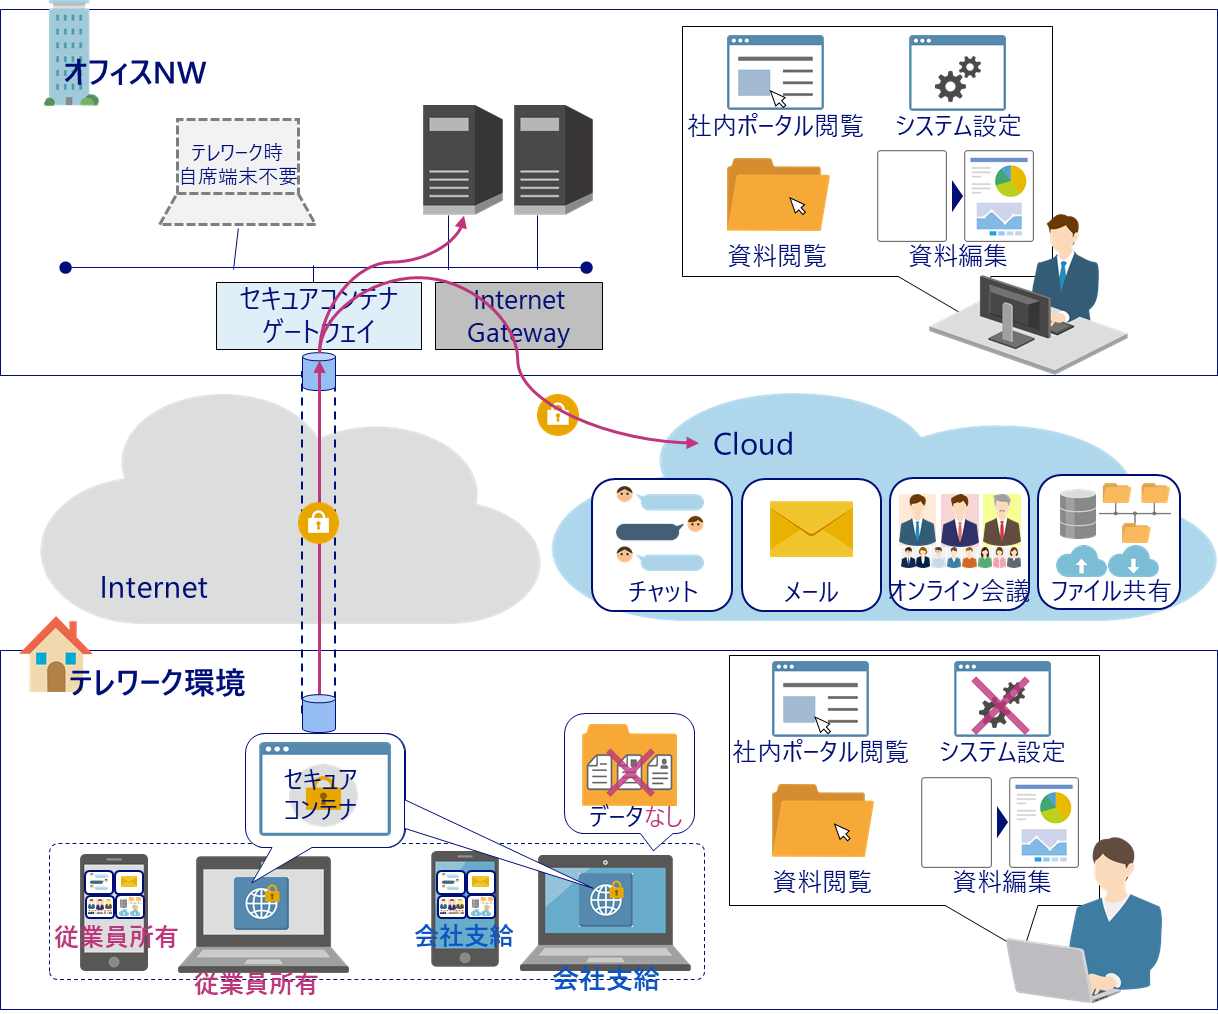 オフィスNW
テレワーク時
自席端末不要
セキュアコンテナ
ゲートウェイ
Internet
Gateway
社内ポータル閲覧
システム設定
資料閲覧
資料編集
Internet
Cloud
チャット
メール
オンライン会議
ファイル共有
テレワーク環境
セキュア
コンテナ
データなし
従業員所有
従業員所有
会社支給
会社支給
社内ポータル閲覧
システム設定
資料閲覧
資料編集